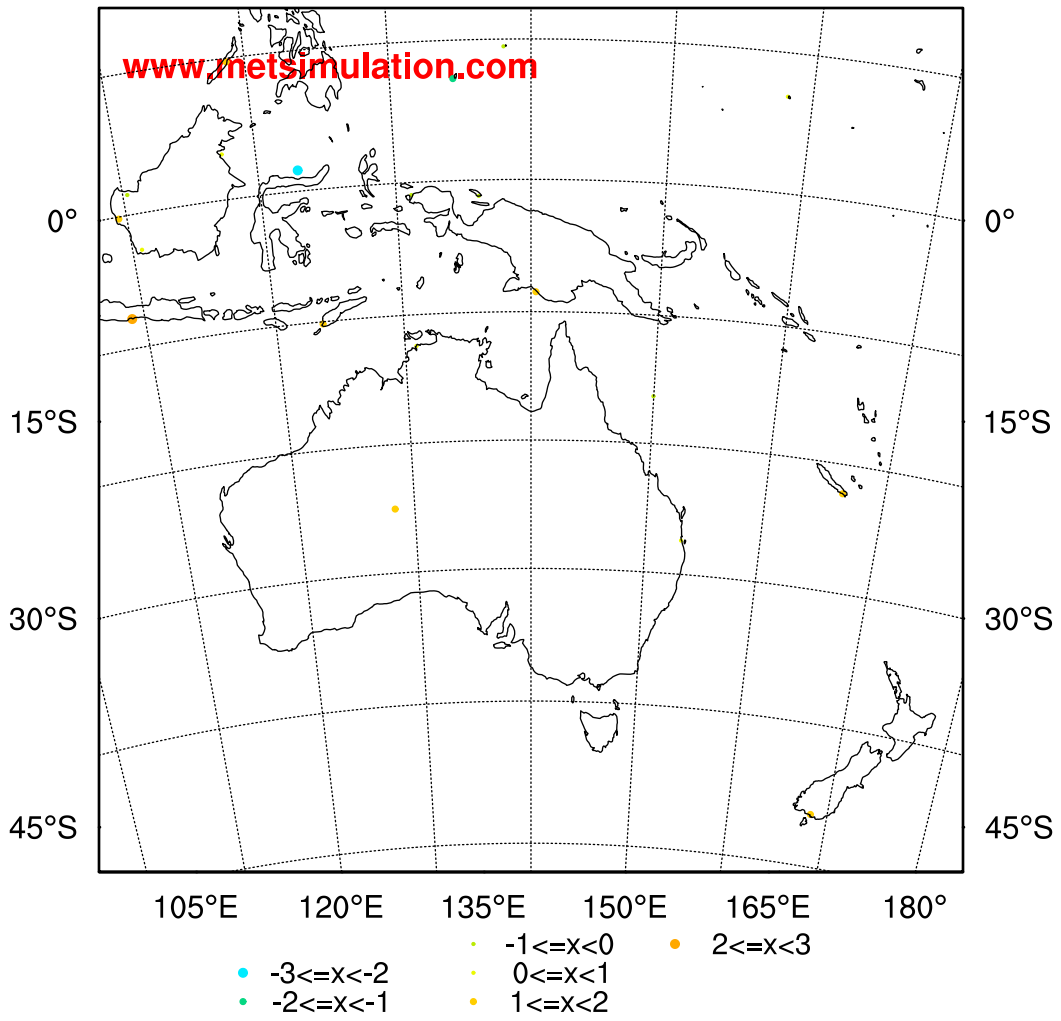 www.metsimulation.com
0° 0°
15°S 15°S
30°S 30°S
45°S 45°S
105°E 120°E 135°E 150°E 165°E 180°
-1<=x<0 2<=x<3
-3<=x<-2 0<=x<1
-2<=x<-1 1<=x<2